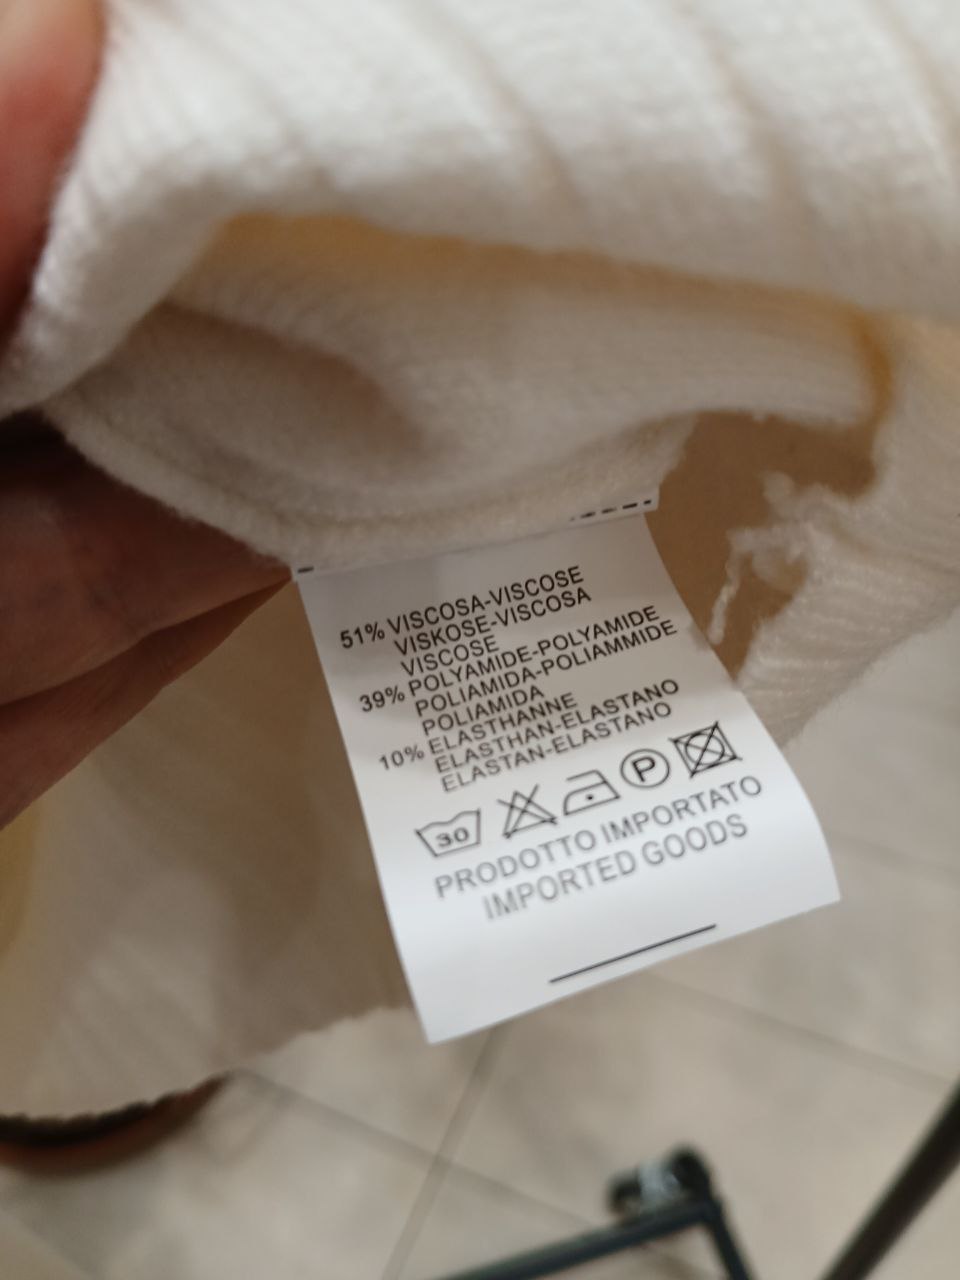 51% VISCOSA-VISCOSE
VISKOSE-VISCOSA
VISCOSE
39% POLYAMIDE-POLYAMIDE
POLIAMIDA-POLIAMMIDE
POLIAMIDA
10% ELASTHANNE
ELASTHAN-ELASTANO
ELASTAN-ELASTANO
30 P
PRODOTTO IMPORTATO
IMPORTED GOODS